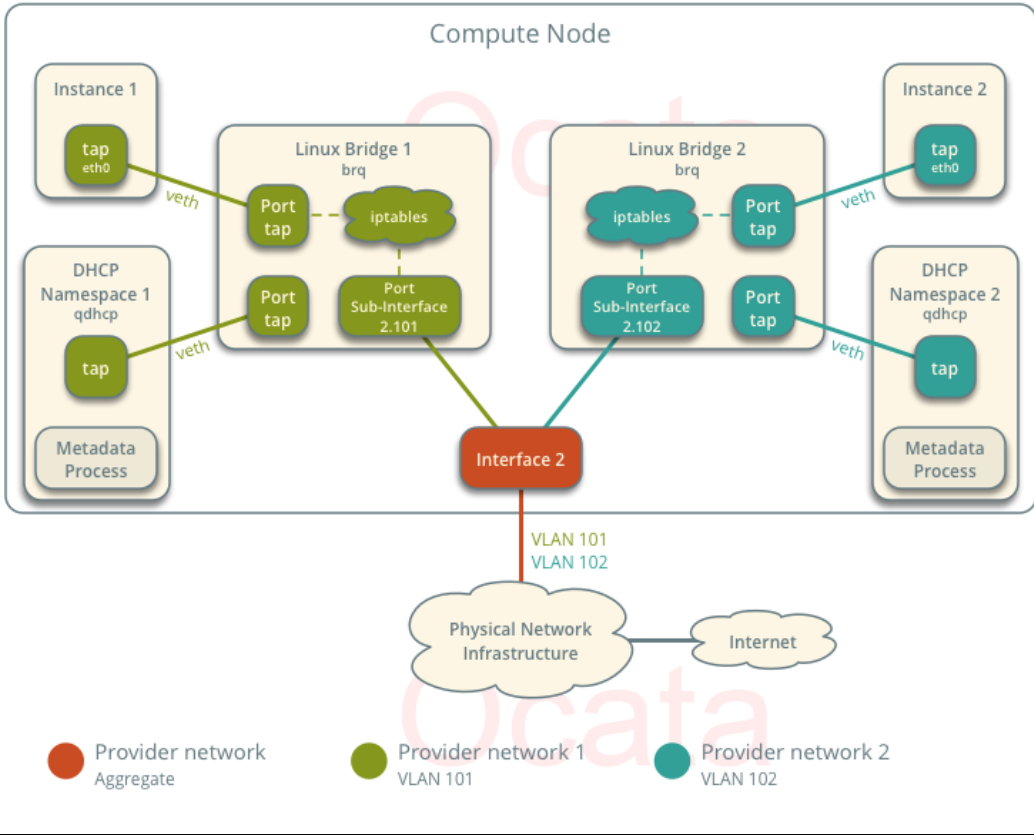 Compute Node
Ocata
Instance 1
tap
eth0
veth
Linux Bridge 1
brq
Port
tap
iptables
Port
tap
Port
Sub-Interface
2.101
DHCP
Namespace 1
qdhcp
veth
tap
Metadata
Process
Linux Bridge 2
brq
iptables
Port
tap
Port
Sub-Interface
2.102
Port
tap
Instance 2
tap
eth0
veth
DHCP
Namespace 2
qdhcp
veth
tap
Metadata
Process
Interface 2
VLAN 101
VLAN 102
Physical Network
Infrastructure
Internet
Ocata
Provider network
Aggregate
Provider network 1
VLAN 101
Provider network 2
VLAN 102